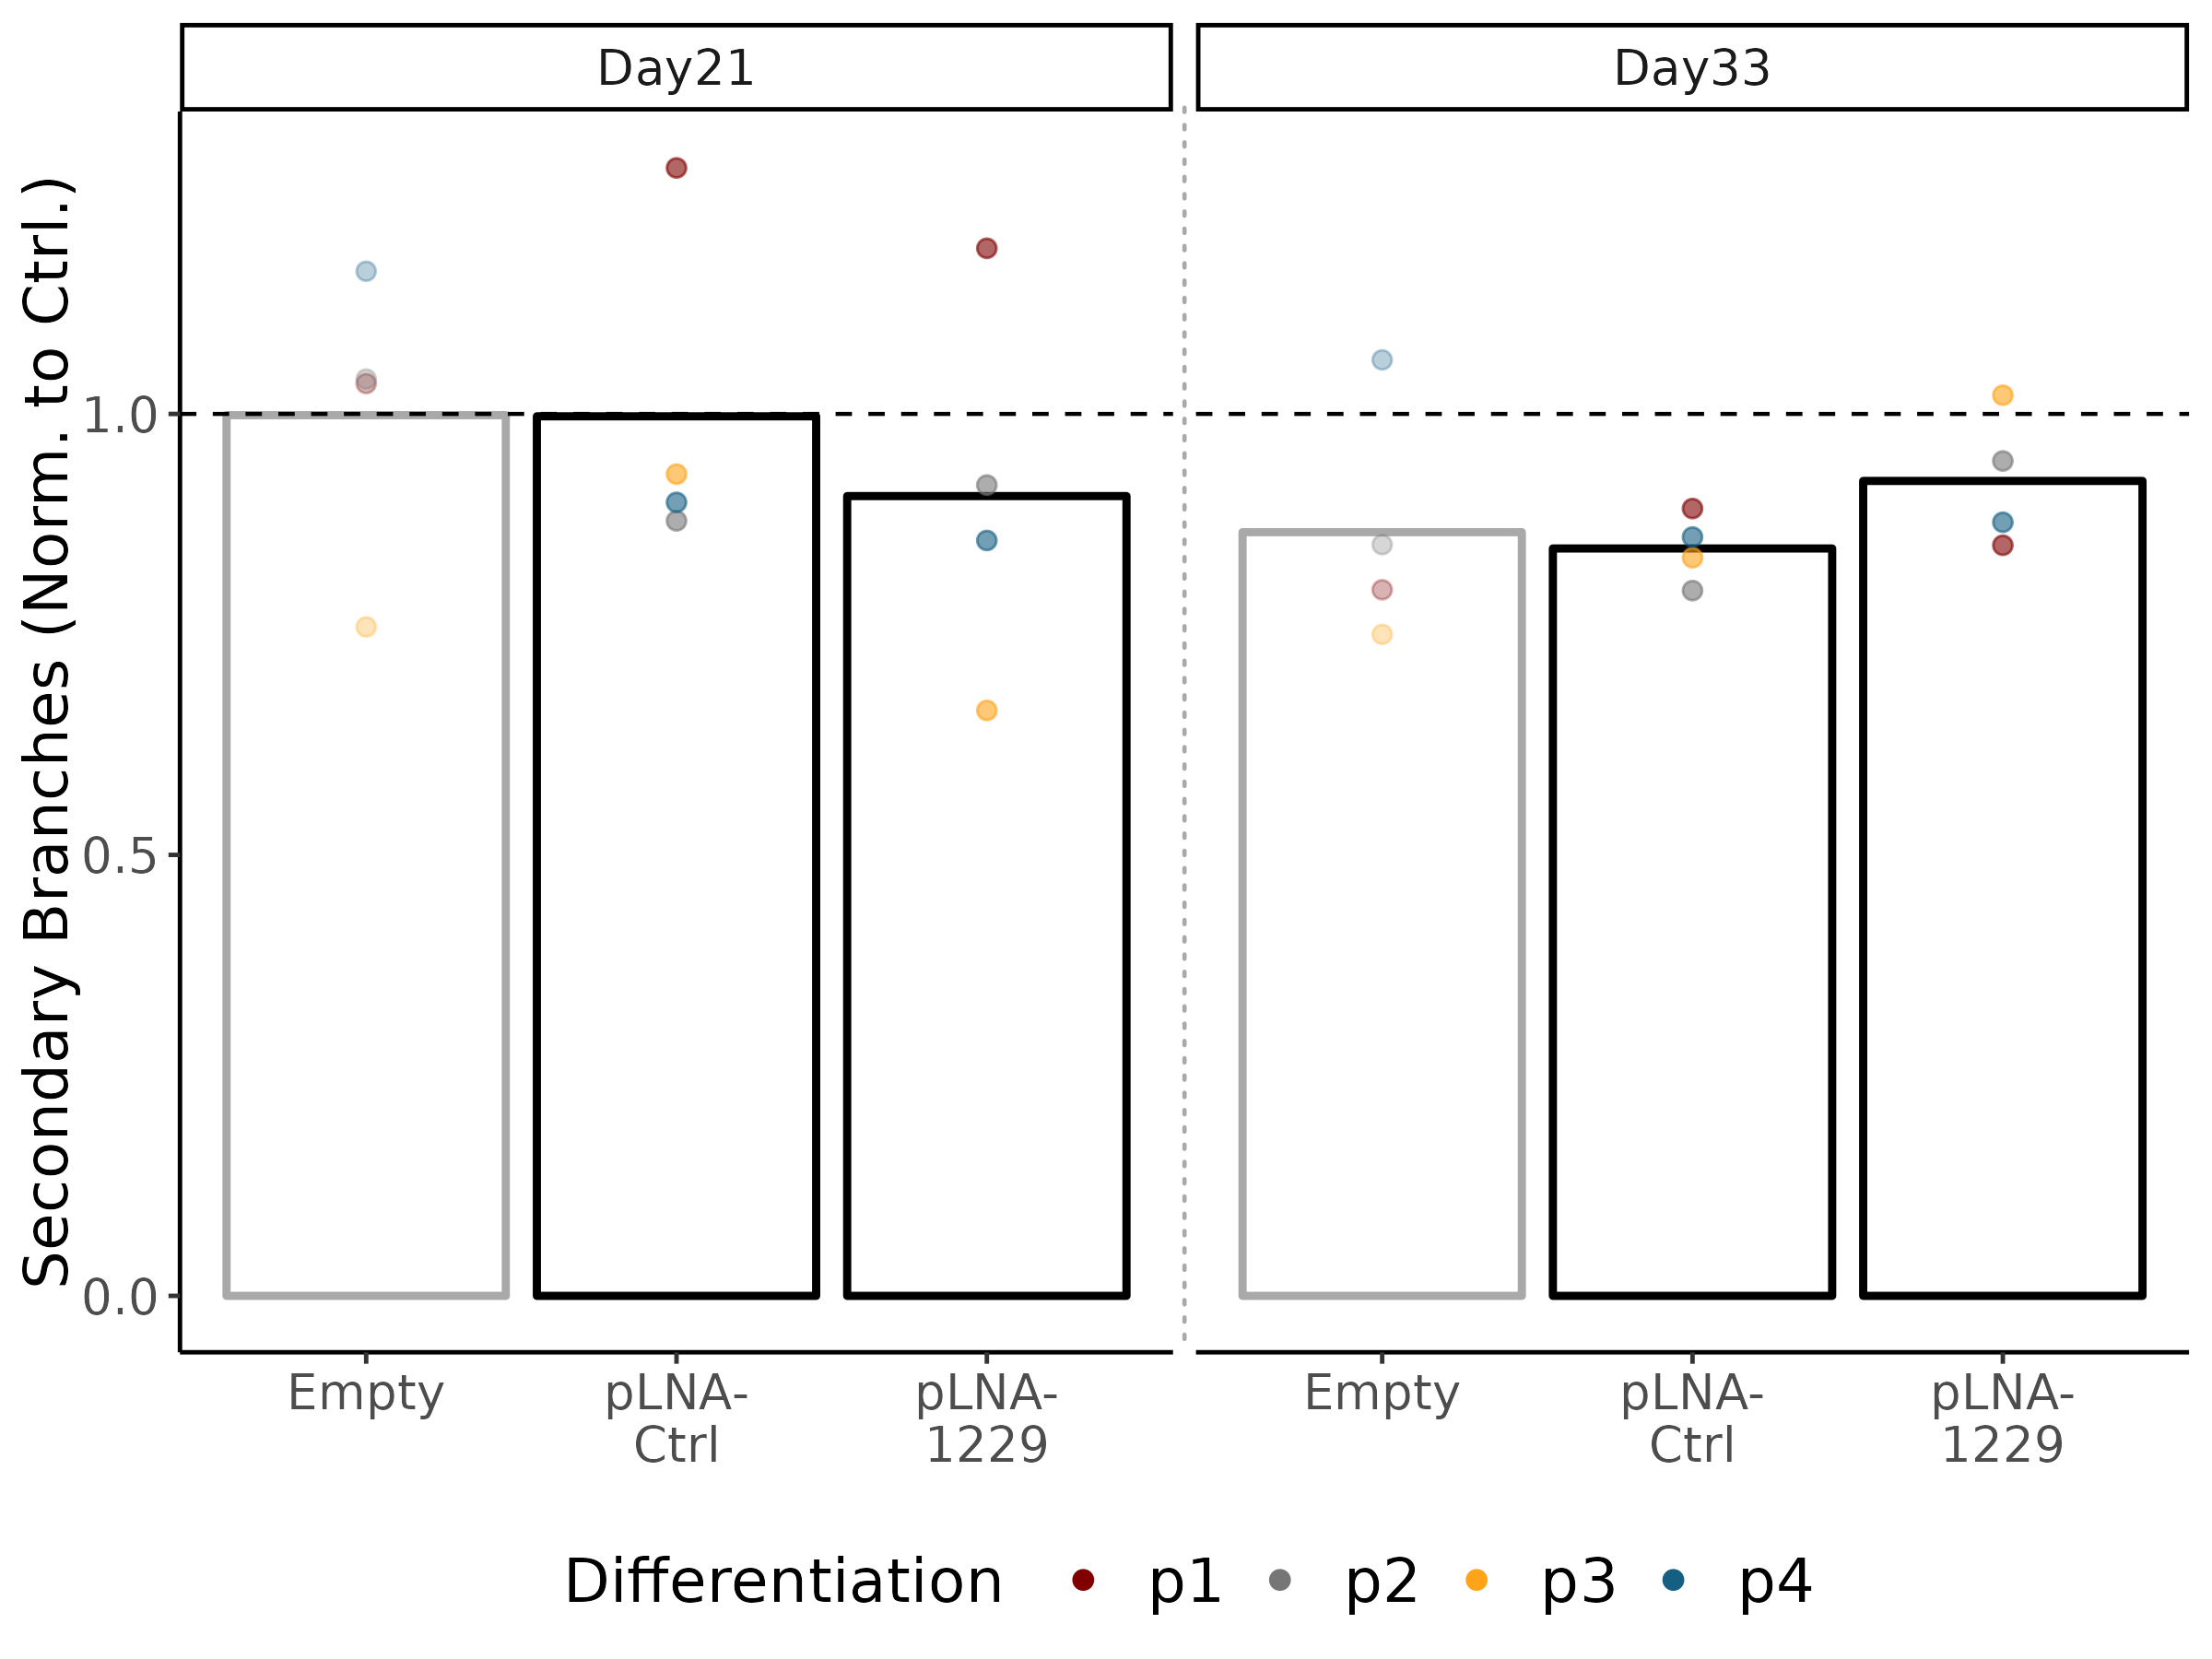 Day21
Day33
Secondary Branches (Norm. to Ctrl.)
1.0
0.5
0.0
Empty
pLNA-
Ctrl
pLNA-
1229
Empty
pLNA-
Ctrl
pLNA-
1229
Differentiation p1 p2 p3 p4